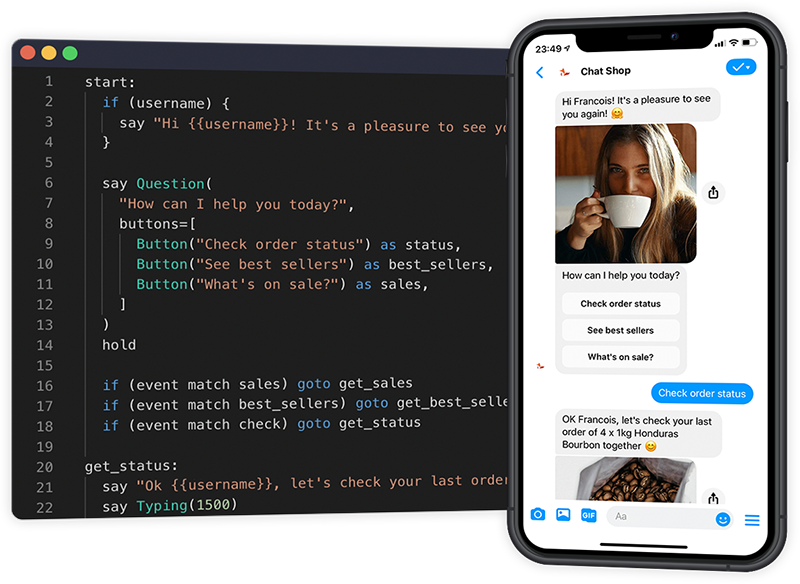 1 start:
2 if (username) {
3 say "Hi {{username}}! It's a pleasure to see yo
4 }
5
6 say Question(
7 "How can I help you today?",
8 buttons=[
9 Button("Check order status") as status,
10 Button("See best sellers") as best_sellers,
11 Button("What's on sale?") as sales,
12 ]
13 )
14 hold
15
16 if (event match sales) goto get_sales
17 if (event match best_sellers) goto get_best_selle
18 if (event match check) goto get_status
19
20 get_status:
21 say "Ok {{username}}, let's check your last order
22 say Typing(1500)
23:49
Chat Shop
Hi Francois! It's a pleasure to see
you again! 🤗
How can I help you today?
Check order status
See best sellers
What's on sale?
Check order status
OK Francois, let's check your last
order of 4 x 1kg Honduras
Bourbon together 😊
GIF
Aa